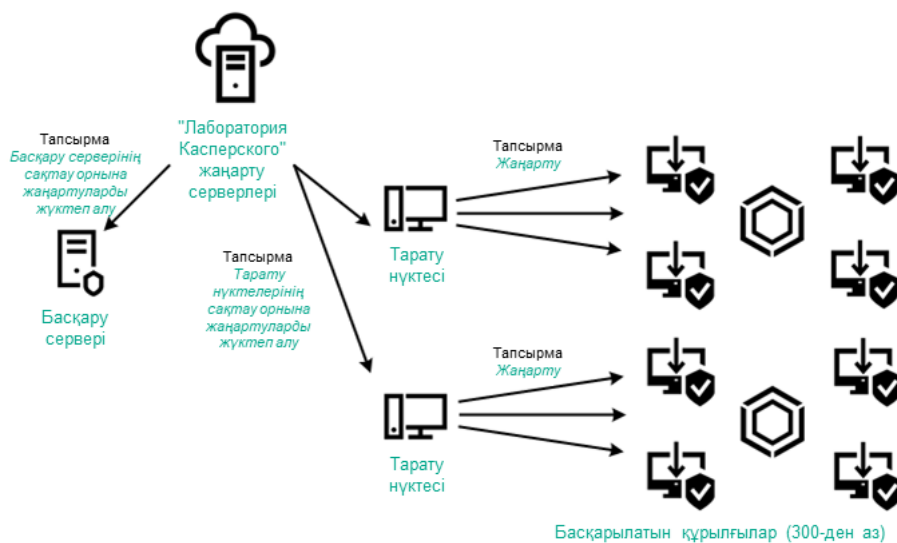 "Лаборатория
Касперского"
жаңарту
серверлері
Тапсырма
Басқару серверінің
сақтау орнына
жаңартуларды
жүктеп алу
Басқару
сервері
Тапсырма
Тарату
нүктелерінің
сақтау орнына
жаңартуларды
жүктеп алу
Тапсырма
Жаңарту
Тарату
нүктесі
Тапсырма
Жаңарту
Тарату
нүктесі
Басқарылатын құрылғылар (300-ден аз)